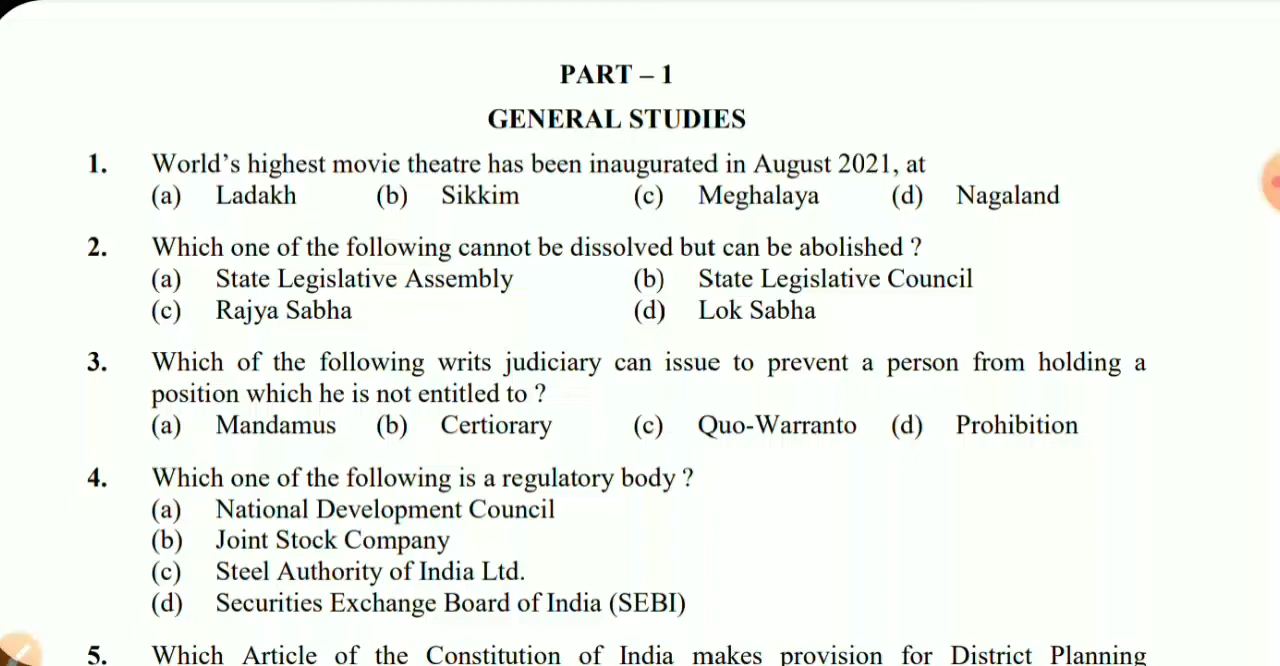 PART – 1
GENERAL STUDIES
1. World’s highest movie theatre has been inaugurated in August 2021, at
(a) Ladakh (b) Sikkim (c) Meghalaya (d) Nagaland
2. Which one of the following cannot be dissolved but can be abolished ?
(a) State Legislative Assembly (b) State Legislative Council
(c) Rajya Sabha (d) Lok Sabha
3. Which of the following writs judiciary can issue to prevent a person from holding a
position which he is not entitled to ?
(a) Mandamus (b) Certiorary (c) Quo-Warranto (d) Prohibition
4. Which one of the following is a regulatory body ?
(a) National Development Council
(b) Joint Stock Company
(c) Steel Authority of India Ltd.
(d) Securities Exchange Board of India (SEBI)
5. Which Article of the Constitution of India makes provision for District Planning